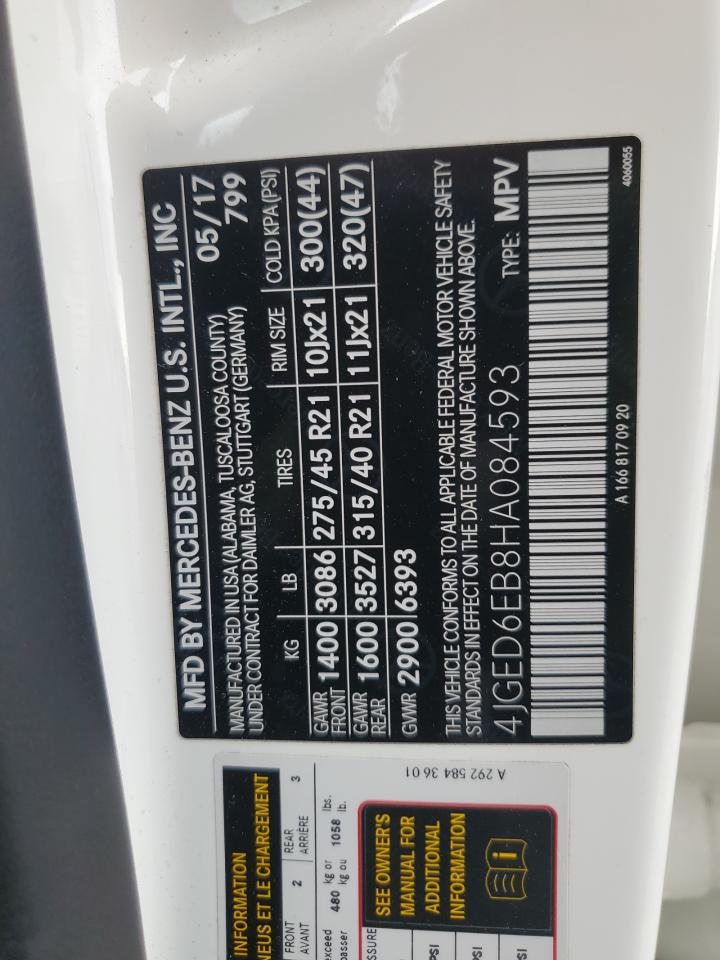 MFD BY MERCEDES-BENZ U.S. INTL., INC
MANUFACTURED IN USA (ALABAMA, TUSCALOOSA COUNTY) 05/17
UNDER CONTRACT FOR DAIMLER AG, STUTTGART (GERMANY) 799
KG LB TIRES RIM SIZE COLD KPA (PSI)
GAWR FRONT 1400 3086 275/45 R21 10Jx21 300(44)
GAWR REAR 1600 3527 315/40 R21 11Jx21 320(47)
GVWR 2900 6393
THIS VEHICLE CONFORMS TO ALL APPLICABLE FEDERAL MOTOR VEHICLE SAFETY
STANDARDS IN EFFECT ON THE DATE OF MANUFACTURE SHOWN ABOVE.
4JGED6EB8HA084593 TYPE: MPV
A 166 817 09 20 4060055
INFORMATION
NEUS ET LE CHARGEMENT
FRONT 2 REAR 3
AVANT ARRIÈRE
exceed 480 kg or 1058 lbs.
passer kg ou lb.
SSURE
SEE OWNER'S
MANUAL FOR
ADDITIONAL
INFORMATION
i
PSI
PSI
PSI
A 292 584 36 01